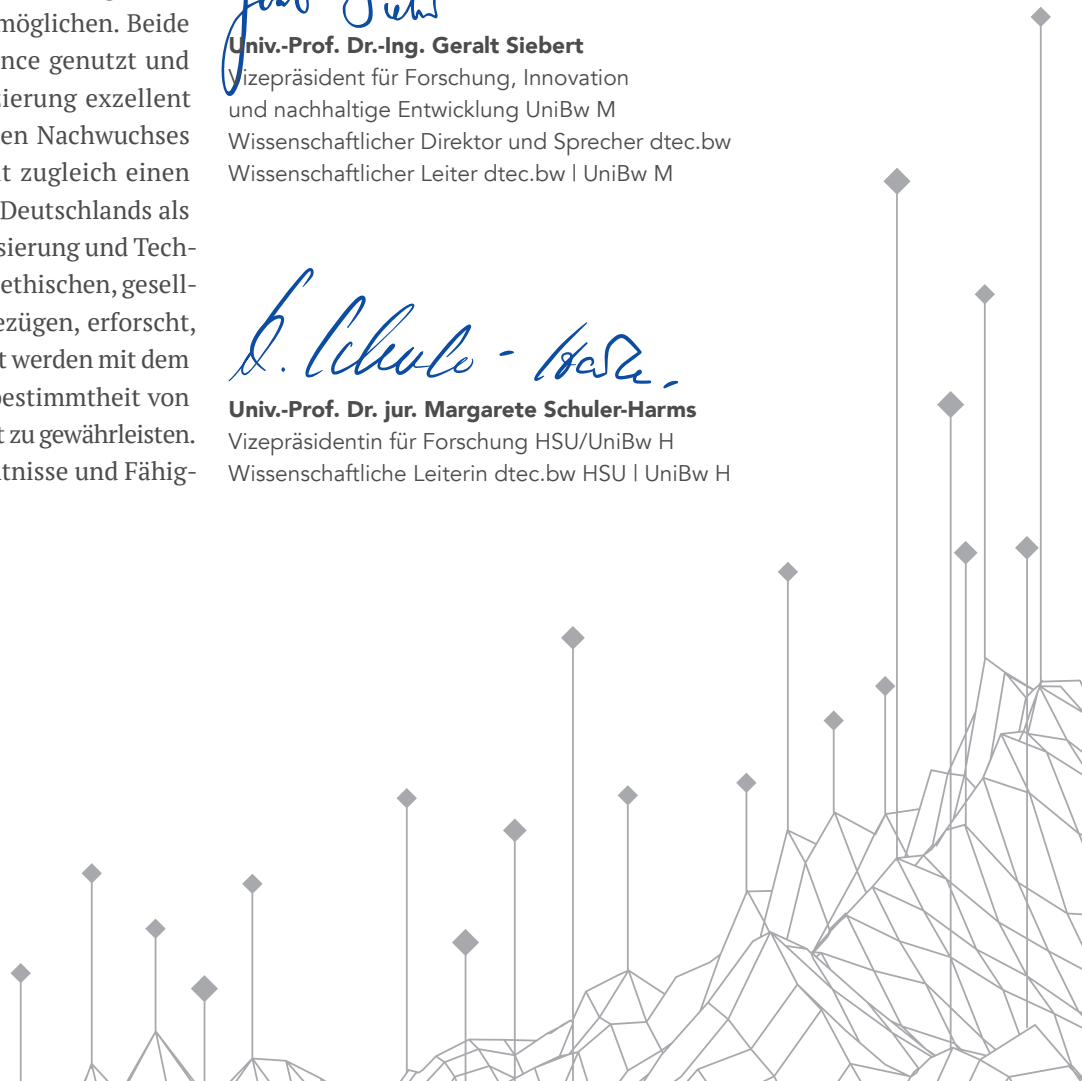 möglichen. Beide
nce genutzt und
zierung exzellent
en Nachwuchses
t zugleich einen
Deutschlands als
sierung und Tech-
ethischen, gesell-
ezügen, erforscht,
t werden mit dem
bestimmtheit von
t zu gewährleisten.
tnisse und Fähig-
Univ.-Prof. Dr.-Ing. Geralt Siebert
Vizepräsident für Forschung, Innovation
und nachhaltige Entwicklung UniBw M
Wissenschaftlicher Direktor und Sprecher dtec.bw
Wissenschaftlicher Leiter dtec.bw | UniBw M
Univ.-Prof. Dr. jur. Margarete Schuler-Harms
Vizepräsidentin für Forschung HSU/UniBw H
Wissenschaftliche Leiterin dtec.bw HSU | UniBw H